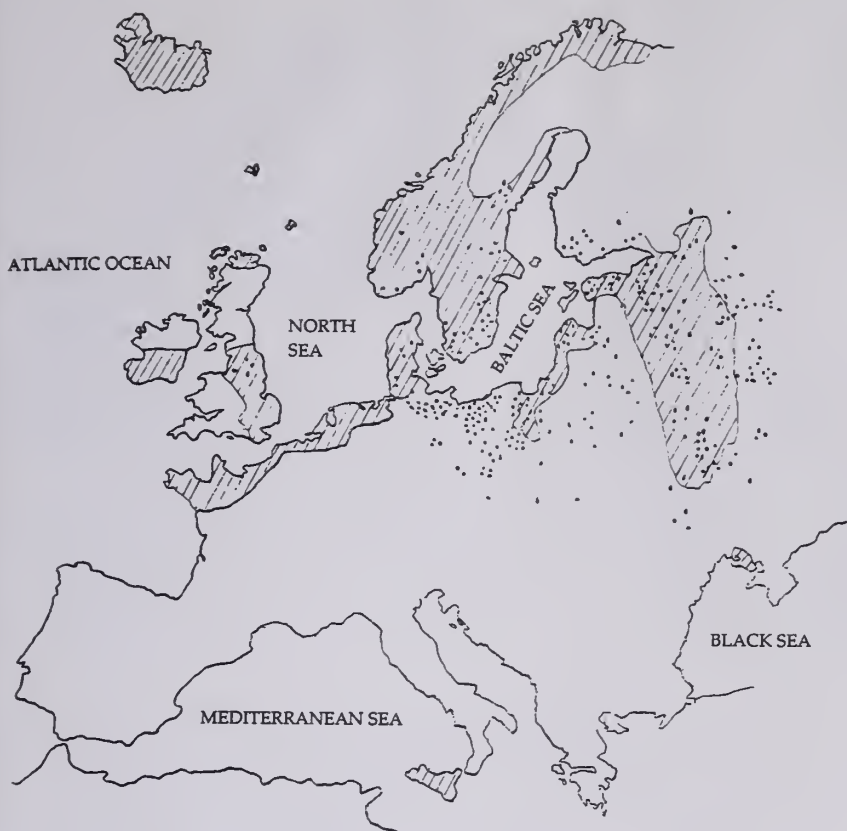 ATLANTIC OCEAN
NORTH
SEA
BALTIC SEA
BLACK SEA
MEDITERRANEAN SEA